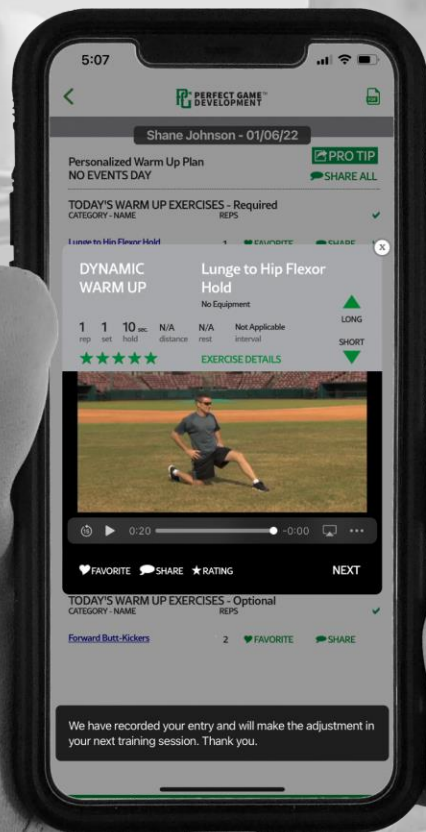 5:07
PG PERFECT GAME™
DEVELOPMENT
Shane Johnson - 01/06/22
Personalized Warm Up Plan
PRO TIP
NO EVENTS DAY
SHARE ALL
TODAY'S WARM UP EXERCISES - Required
CATEGORY - NAME REPS
Lunge to Hip Flexor Hold 1 FAVORITE SHARE
X
DYNAMIC
WARM UP
Lunge to Hip Flexor
Hold
No Equipment
LONG
1 1 10 sec. N/A N/A Not Applicable
rep set hold distance rest interval
SHORT
EXERCISE DETAILS
15 0:20 -0:00
FAVORITE SHARE RATING NEXT
TODAY'S WARM UP EXERCISES - Optional
CATEGORY - NAME REPS
Forward Butt-Kickers 2 FAVORITE SHARE
We have recorded your entry and will make the adjustment in
your next training session. Thank you.